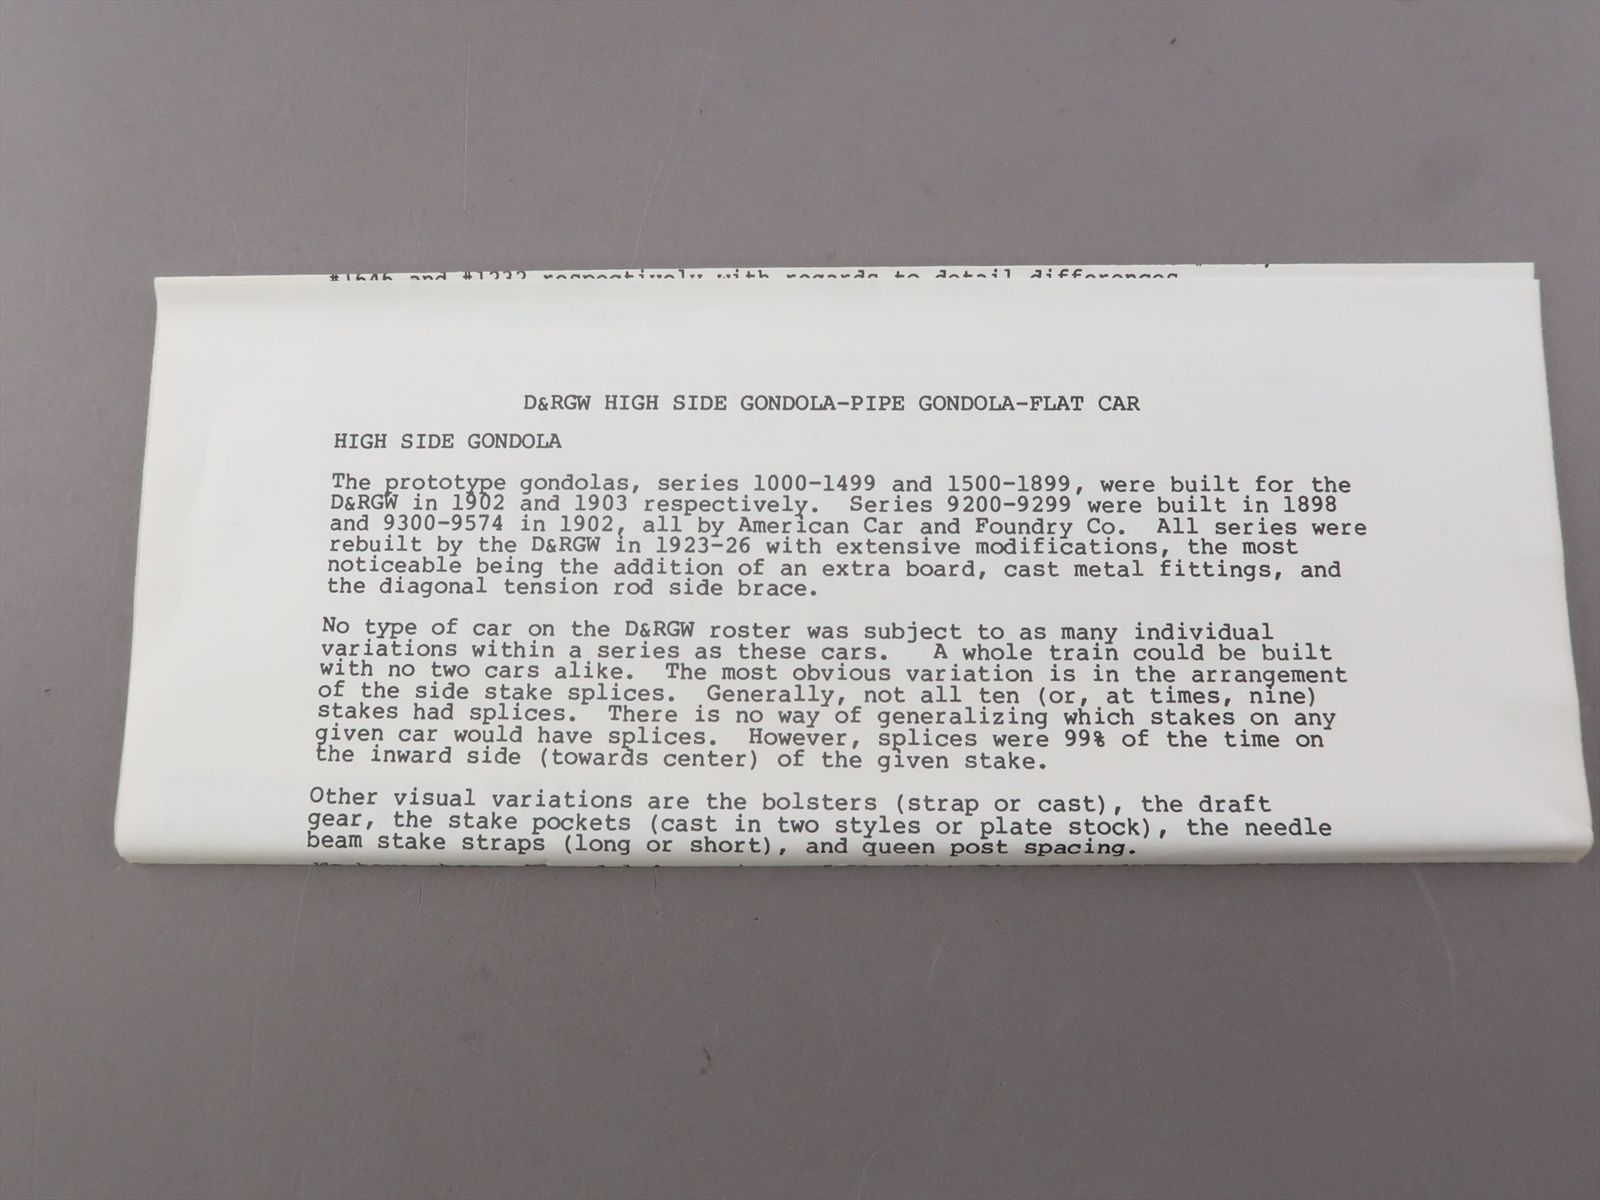 #1646 and #1232 respectively with regards to detail differences
D&RGW HIGH SIDE GONDOLA-PIPE GONDOLA-FLAT CAR
HIGH SIDE GONDOLA
The prototype gondolas, series 1000-1499 and 1500-1899, were built for the
D&RGW in 1902 and 1903 respectively. Series 9200-9299 were built in 1898
and 9300-9574 in 1902, all by American Car and Foundry Co. All series were
rebuilt by the D&RGW in 1923-26 with extensive modifications, the most
noticeable being the addition of an extra board, cast metal fittings, and
the diagonal tension rod side brace.
No type of car on the D&RGW roster was subject to as many individual
variations within a series as these cars. A whole train could be built
with no two cars alike. The most obvious variation is in the arrangement
of the side stake splices. Generally, not all ten (or, at times, nine)
stakes had splices. There is no way of generalizing which stakes on any
given car would have splices. However, splices were 99% of the time on
the inward side (towards center) of the given stake.
Other visual variations are the bolsters (strap or cast), the draft
gear, the stake pockets (cast in two styles or plate stock), the needle
beam stake straps (long or short), and queen post spacing.